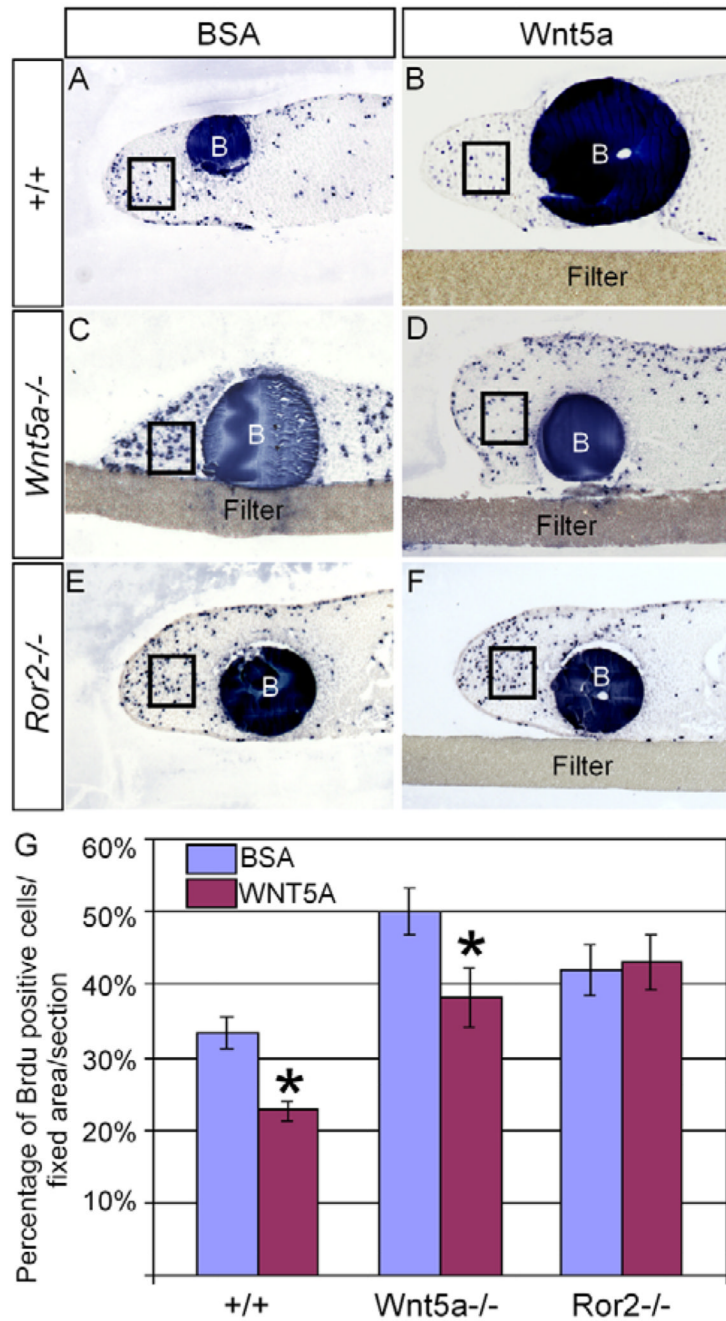 BSA Wnt5a
+/+
A
B
B
B
Filter
Wnt5a-/-
C
B
Filter
D
B
Filter
Ror2-/-
E
B
F
B
Filter
G
Percentage of Brdu positive cells/
fixed area/section
60%
50%
40%
30%
20%
10%
BSA
WNT5A
*
*
+/+ Wnt5a-/- Ror2-/-